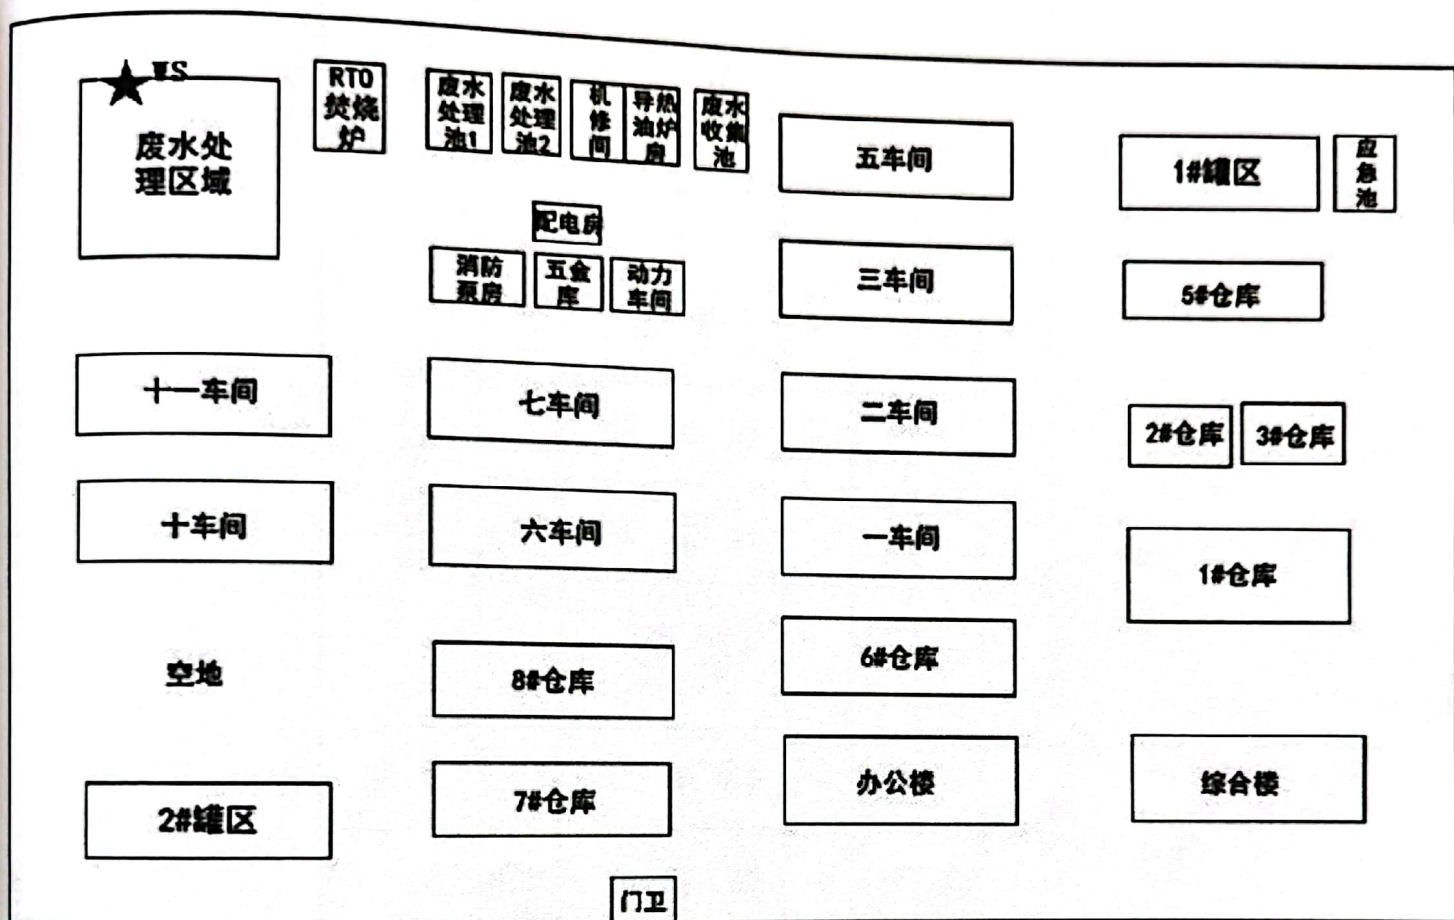 WS
废水处
理区域
RTO
焚烧
炉
废水
处理
池1
废水
处理
池2
机
修
间
导热
油炉
房
废水
收集
池
五车间
1#罐区
应
急
池
配电房
消防
泵房
五金
库
动力
车间
三车间
5#仓库
十一车间
七车间
二车间
2#仓库
3#仓库
十车间
六车间
一车间
1#仓库
空地
8#仓库
6#仓库
2#罐区
7#仓库
办公楼
综合楼
门卫